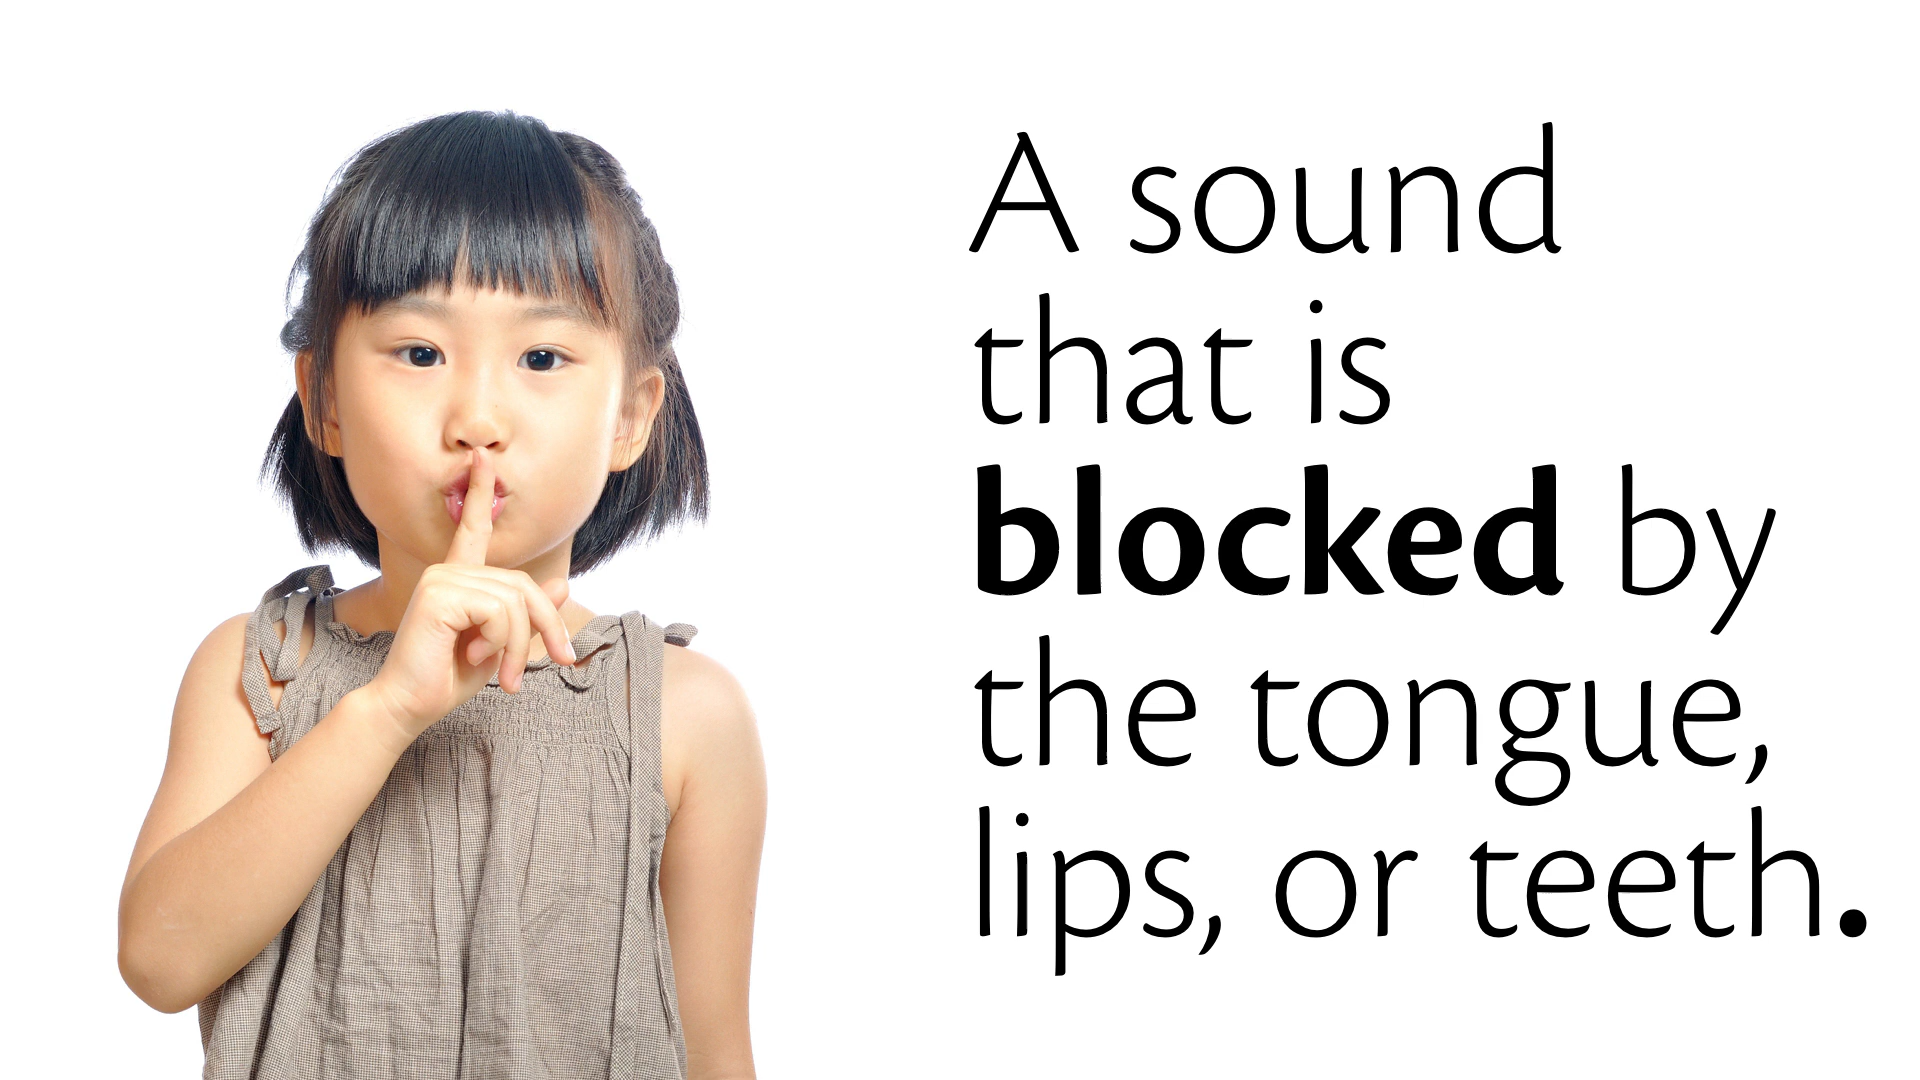 A sound
that is
blocked by
the tongue,
lips, or teeth.